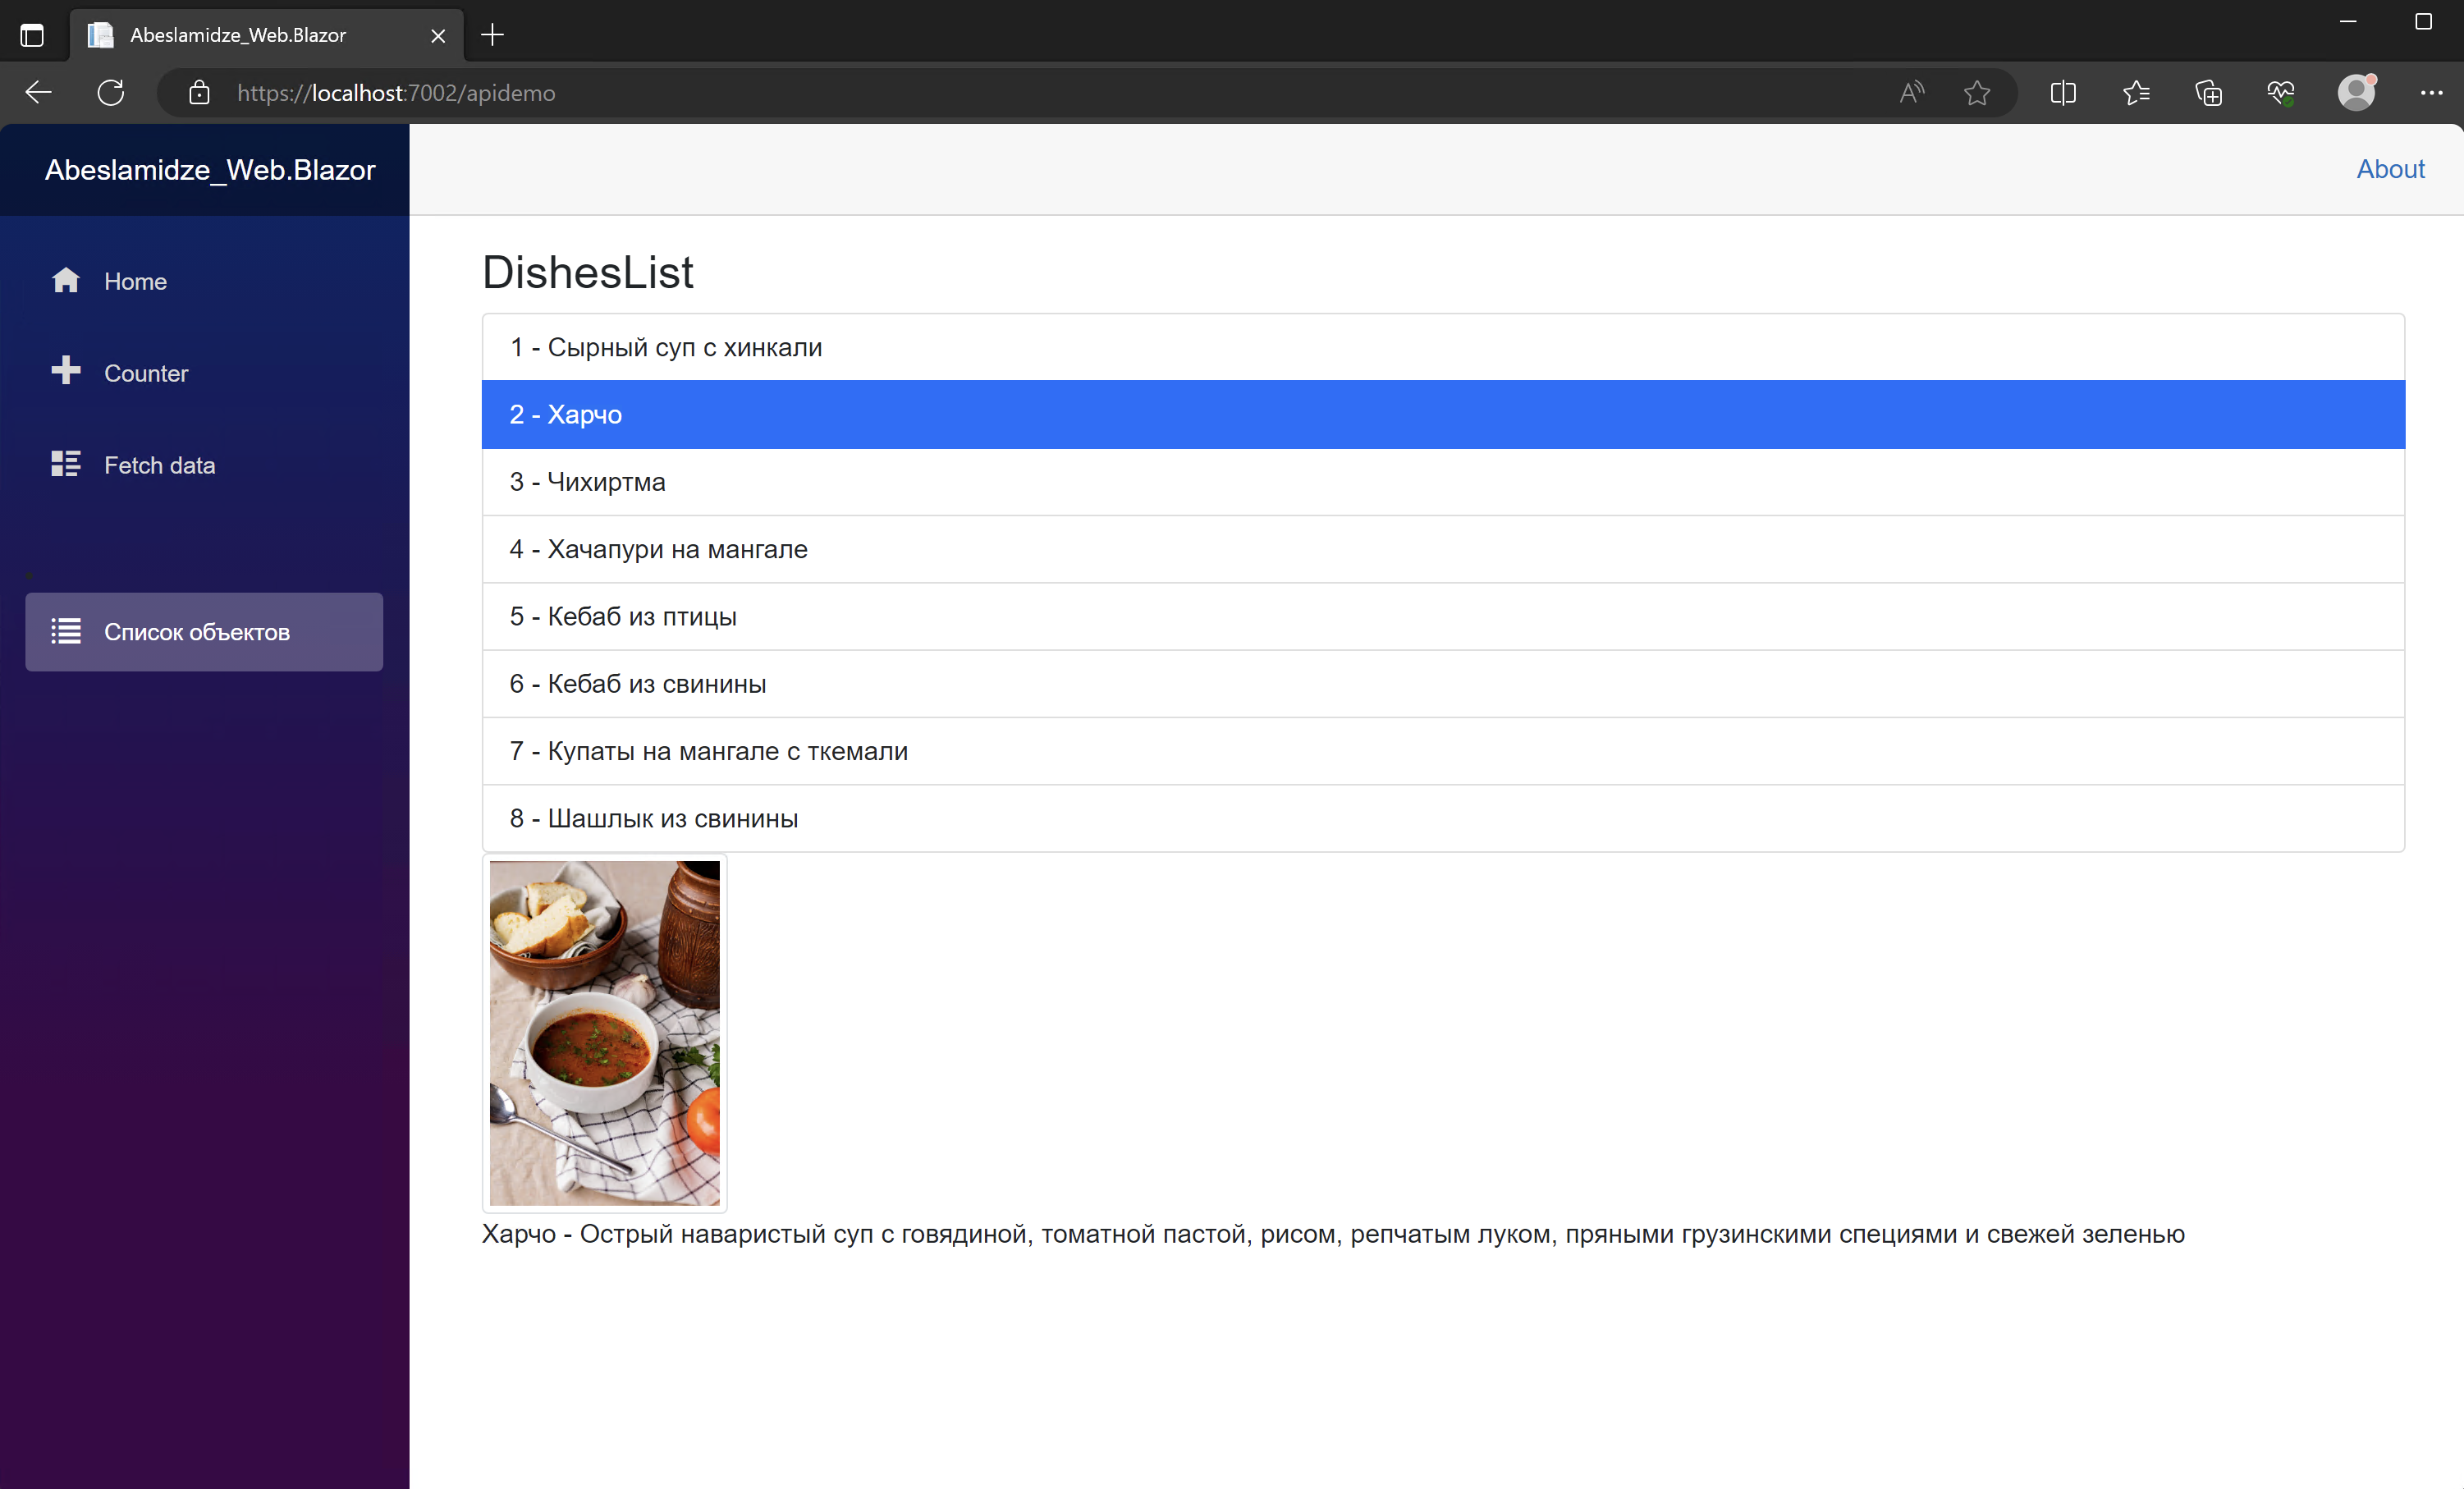 Abeslamidze_Web.Blazor
https://localhost:7002/apidemo
Abeslamidze_Web.Blazor
About
Home
Counter
Fetch data
Список объектов
DishesList
1 - Сырный суп с хинкали
2 - Харчо
3 - Чихиртма
4 - Хачапури на мангале
5 - Кебаб из птицы
6 - Кебаб из свинины
7 - Купаты на мангале с ткемали
8 - Шашлык из свинины
Харчо - Острый наваристый суп с говядиной, томатной пастой, рисом, репчатым луком, пряными грузинскими специями и свежей зеленью